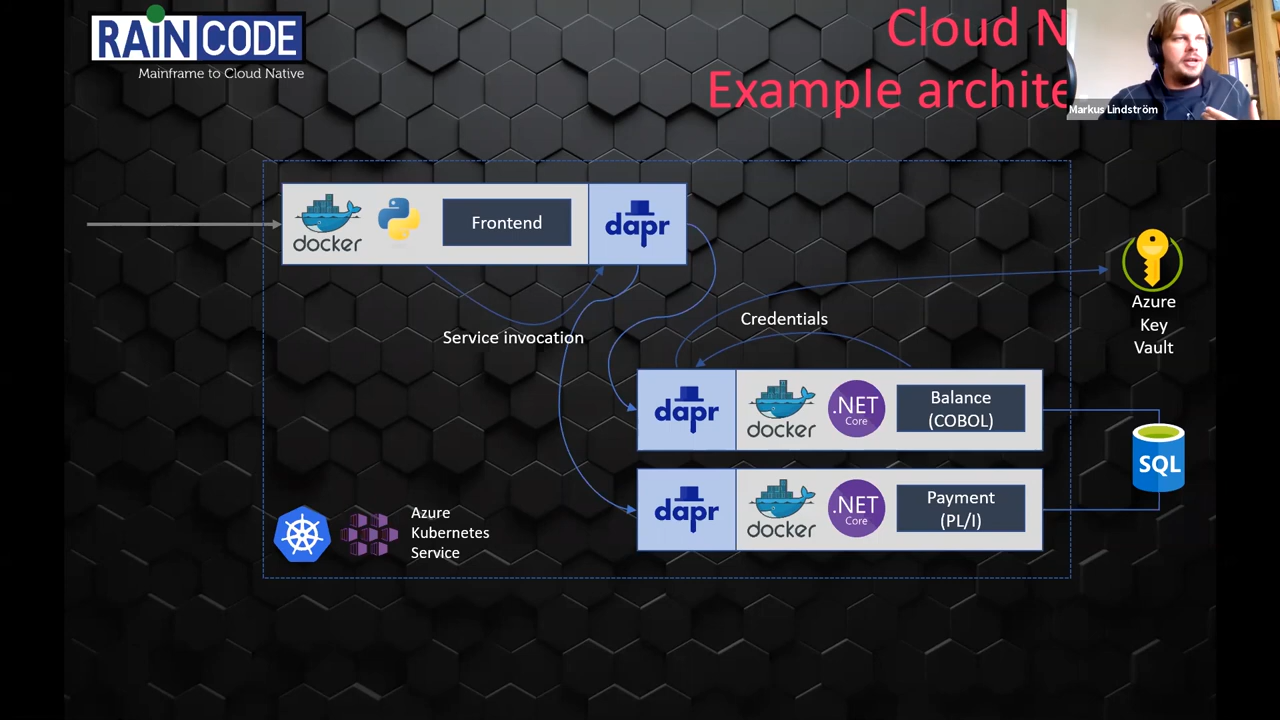 RAINCODE
Mainframe to Cloud Native
Cloud N
Example archite
Markus Lindström
docker
Frontend
dapr
Service invocation
Credentials
Azure
Key
Vault
dapr
docker
.NET
Core
Balance
(COBOL)
SQL
dapr
docker
.NET
Core
Payment
(PL/I)
Azure
Kubernetes
Service